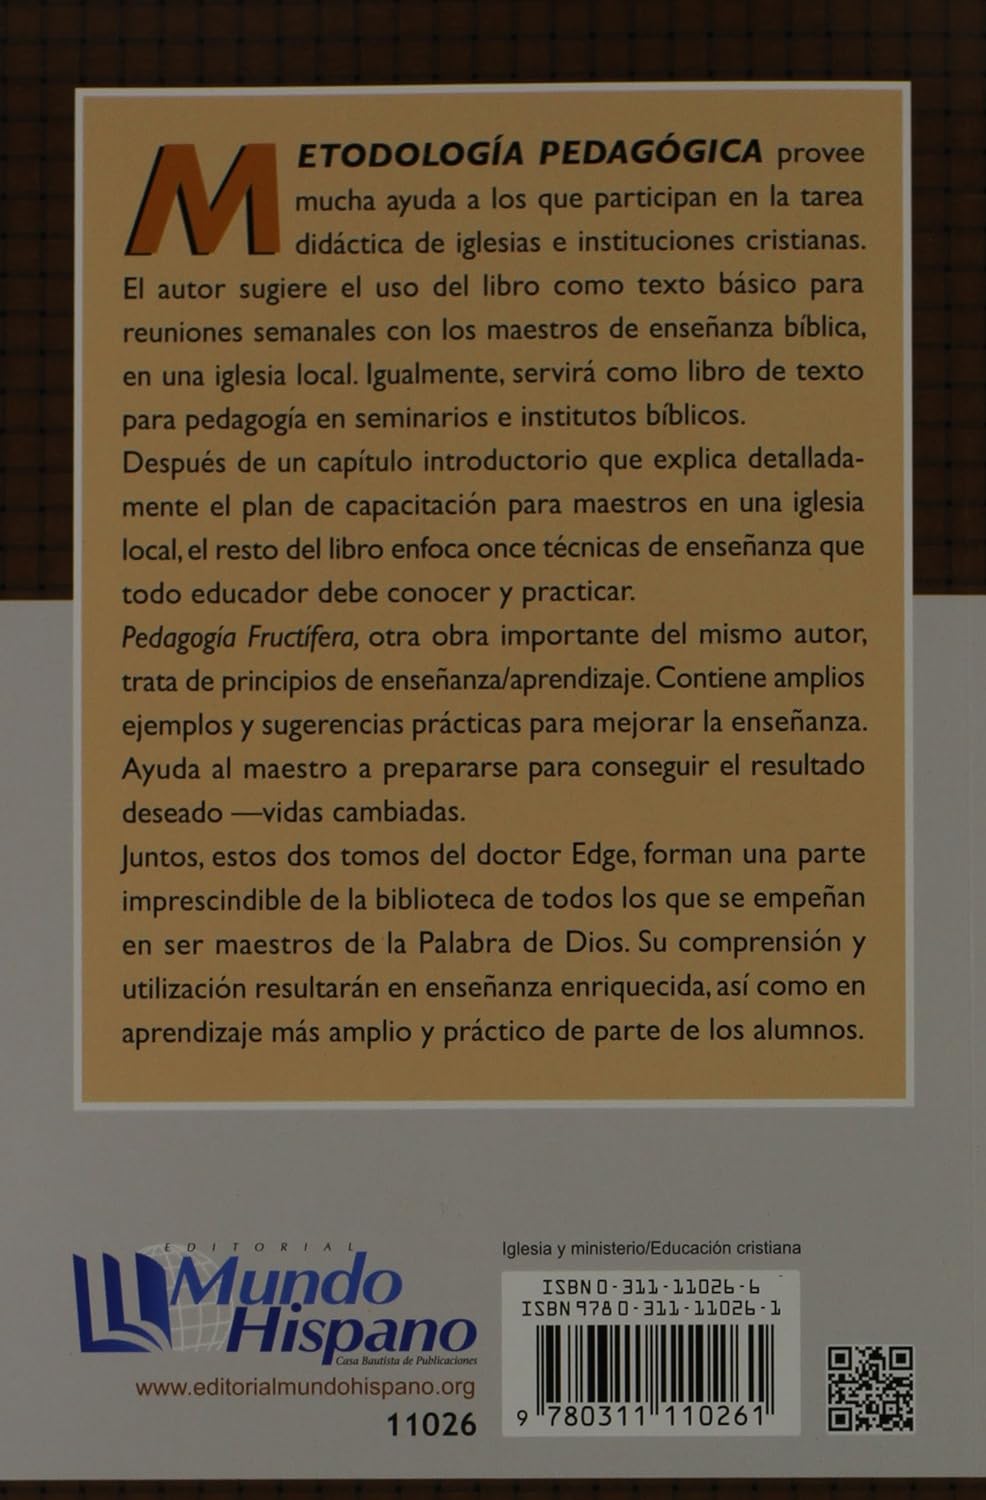 METODOLOGÍA PEDAGÓGICA provee
mucha ayuda a los que participan en la tarea
didáctica de iglesias e instituciones cristianas.
El autor sugiere el uso del libro como texto básico para
reuniones semanales con los maestros de enseñanza bíblica,
en una iglesia local. Igualmente, servirá como libro de texto
para pedagogía en seminarios e institutos bíblicos.
Después de un capítulo introductorio que explica detallada-
mente el plan de capacitación para maestros en una iglesia
local, el resto del libro enfoca once técnicas de enseñanza que
todo educador debe conocer y practicar.
Pedagogía Fructífera, otra obra importante del mismo autor,
trata de principios de enseñanza/aprendizaje. Contiene amplios
ejemplos y sugerencias prácticas para mejorar la enseñanza.
Ayuda al maestro a prepararse para conseguir el resultado
deseado —vidas cambiadas.
Juntos, estos dos tomos del doctor Edge, forman una parte
imprescindible de la biblioteca de todos los que se empeñan
en ser maestros de la Palabra de Dios. Su comprensión y
utilización resultarán en enseñanza enriquecida, así como en
aprendizaje más amplio y práctico de parte de los alumnos.
EDITORIAL
Mundo
Hispano
Casa Bautista de Publicaciones
www.editorialmundohispano.org
11026
Iglesia y ministerio/Educación cristiana
ISBN 0-311-11026-6
ISBN 978 0-311-11026-1
9 780311 110261